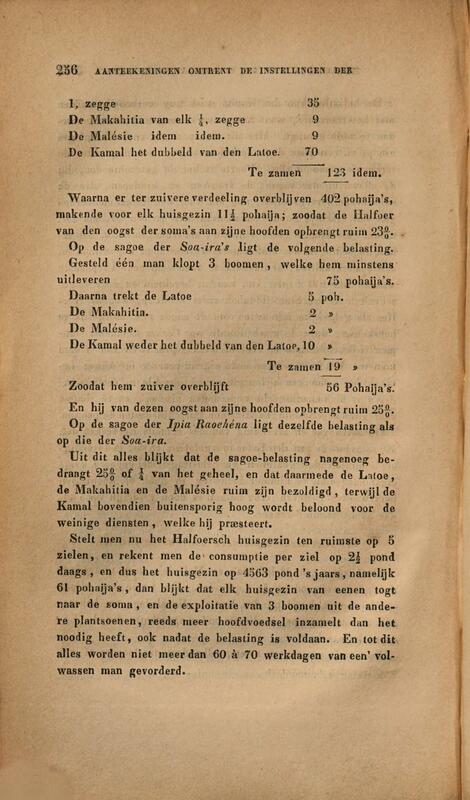 256 AANTEEKENINGEN OMTRENT DE INSTELLINGEN DER
1, zegge 35
De Makahitia van elk ¼, zegge 9
De Malésie idem idem. 9
De Kamal het dubbeld van den Latoe. 70
Te zamen 123 idem.
Waarna er ter zuivere verdeeling overblijven 402 pohaija's,
makende voor elk huisgezin 11½ pohaija; zoodat de Halfoer
van den oogst der soma's aan zijne hoofden opbrengt ruim 23%.
Op de sagoe der Soa-ira's ligt de volgende belasting.
Gesteld één man klopt 3 boomen, welke hem minstens
uitleveren 75 pohaija's.
Daarna trekt de Latoe 5 poh.
De Makahitia. 2 »
De Malésie. 2 »
De Kamal weder het dubbeld van den Latoe, 10 »
Te zamen 19 »
Zoodat hem zuiver overblijft 56 Pohaija's.
En hij van dezen oogst aan zijne hoofden opbrengt ruim 25%.
Op de sagoe der Ipia Raoehéna ligt dezelfde belasting als
op die der Soa-ira.
Uit dit alles blijkt dat de sagoe-belasting nagenoeg be-
draagt 25% of ¼ van het geheel, en dat daarmede de Latoe,
de Makahitia en de Malésie ruim zijn bezoldigd, terwijl de
Kamal bovendien buitensporig hoog wordt beloond voor de
weinige diensten, welke hij præsteert.
Stelt men nu het Halfoersch huisgezin ten ruimste op 5
zielen, en rekent men de consumptie per ziel op 2½ pond
daags, en dus het huisgezin op 4563 pond 's jaars, namelijk
61 pohaija's, dan blijkt dat elk huisgezin van eenen togt
naar de soma, en de exploitatie van 3 boomen uit de ande-
re plantsoenen, reeds meer hoofdvoedsel inzamelt dan het
noodig heeft, ook nadat de belasting is voldaan. En tot dit
alles worden niet meer dan 60 à 70 werkdagen van een' vol-
wassen man gevorderd.